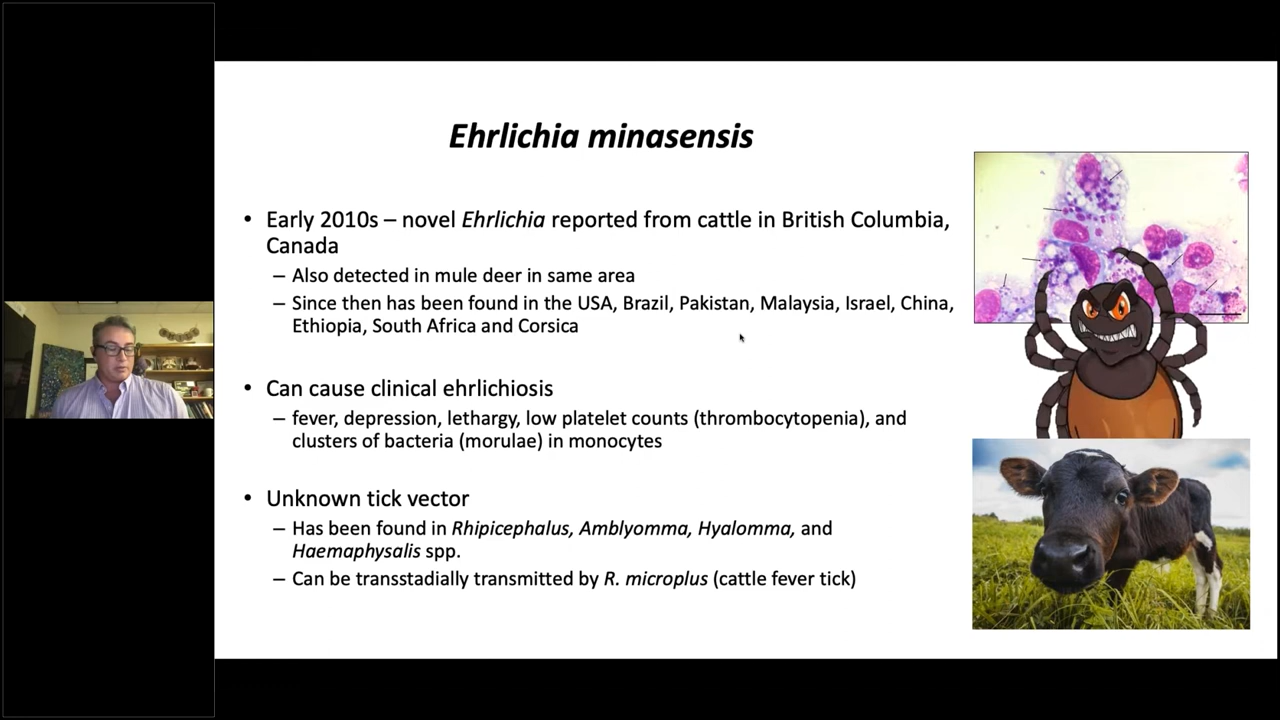 Ehrlichia minasensis
• Early 2010s – novel Ehrlichia reported from cattle in British Columbia,
Canada
– Also detected in mule deer in same area
– Since then has been found in the USA, Brazil, Pakistan, Malaysia, Israel, China,
Ethiopia, South Africa and Corsica
• Can cause clinical ehrlichiosis
– fever, depression, lethargy, low platelet counts (thrombocytopenia), and
clusters of bacteria (morulae) in monocytes
• Unknown tick vector
– Has been found in Rhipicephalus, Amblyomma, Hyalomma, and
Haemaphysalis spp.
– Can be transstadially transmitted by R. microplus (cattle fever tick)